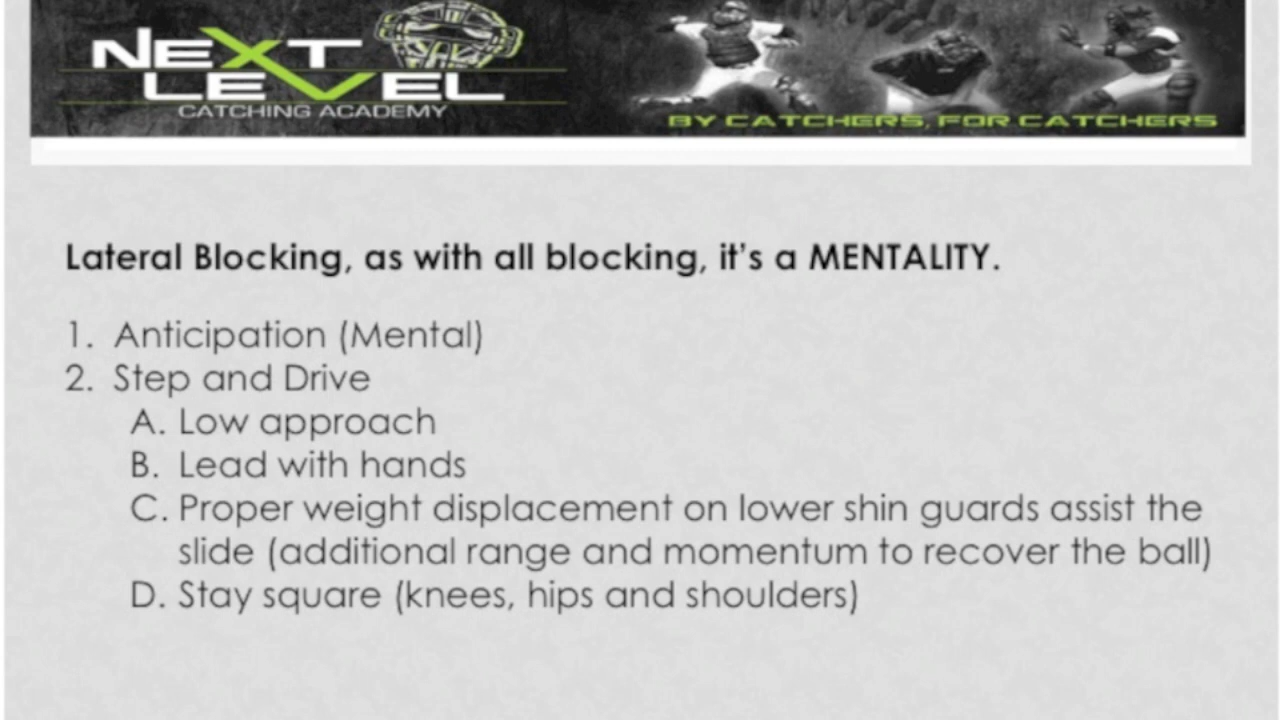 NEXT
LEVEL
CATCHING ACADEMY
BY CATCHERS, FOR CATCHERS
Lateral Blocking, as with all blocking, it's a MENTALITY.
1. Anticipation (Mental)
2. Step and Drive
A. Low approach
B. Lead with hands
C. Proper weight displacement on lower shin guards assist the
slide (additional range and momentum to recover the ball)
D. Stay square (knees, hips and shoulders)